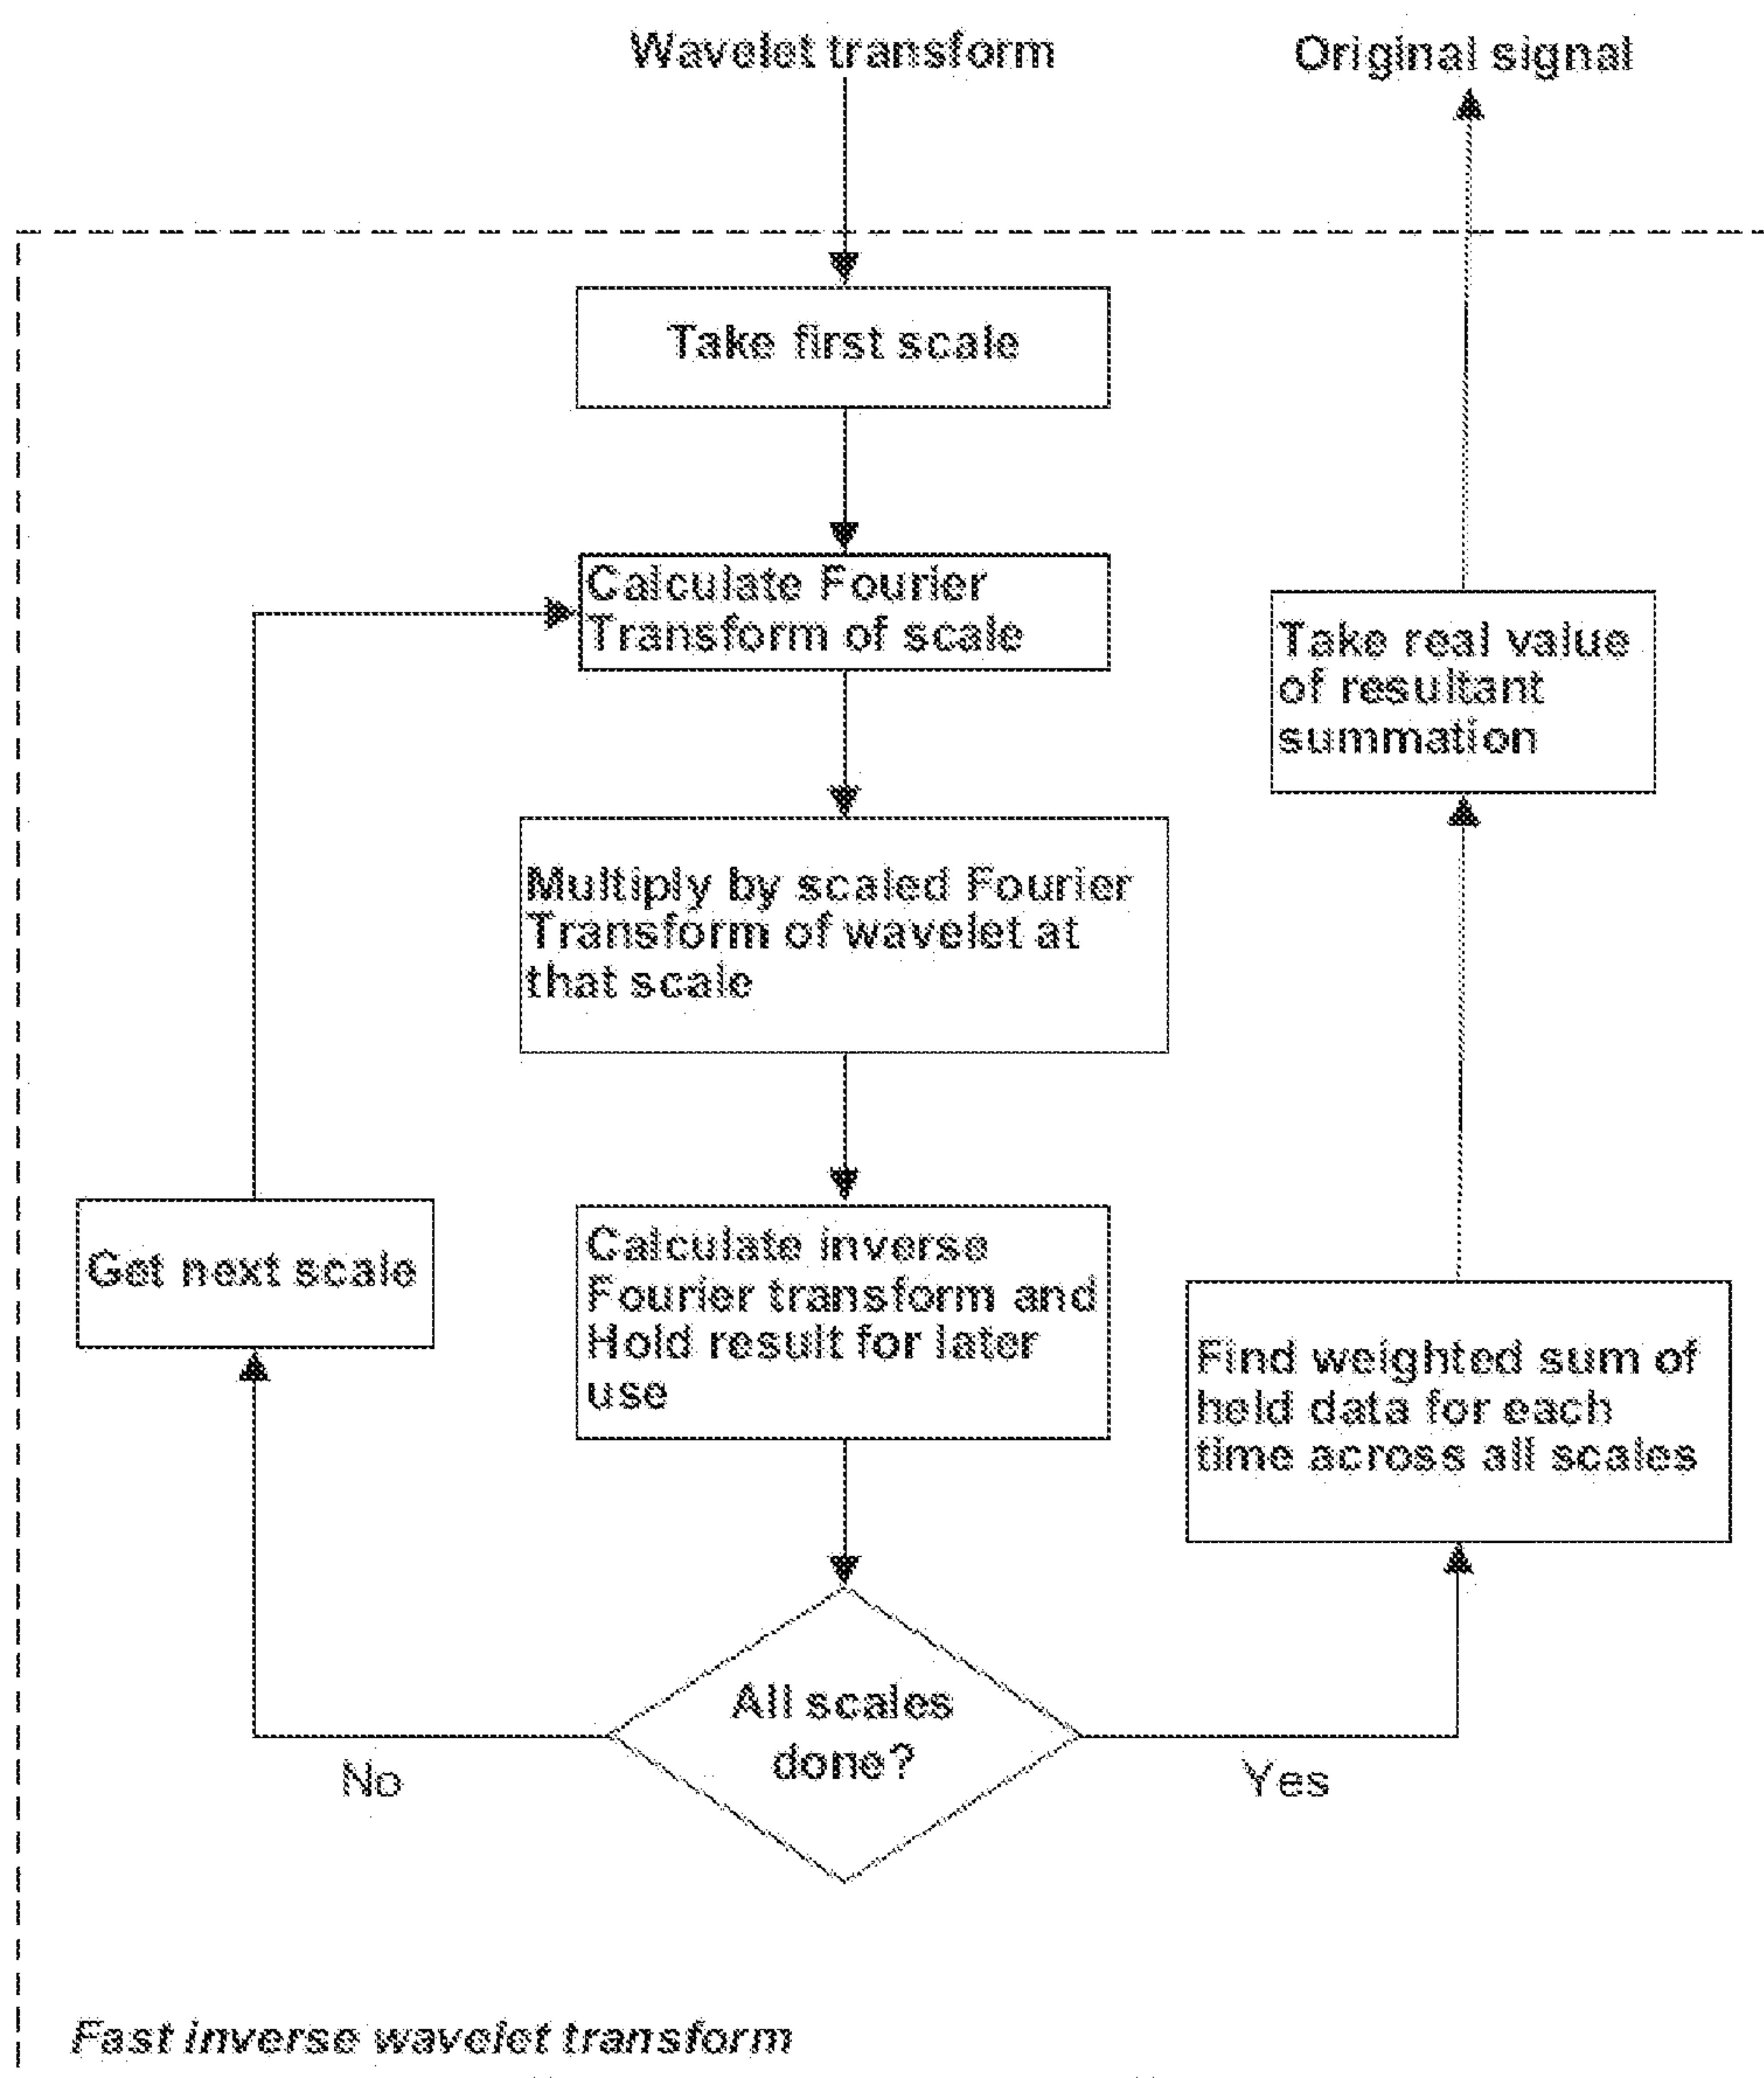 Wavelet transform
Original signal
Take first scale
Calculate Fourier
Transform of scale
Take real value
of resultant
summation
Multiply by scaled Fourier
Transform of wavelet at
that scale
Get next scale
Calculate inverse
Fourier transform and
Hold result for later
use
Find weighted sum of
held data for each
time across all scales
All scales
done?
No
Yes
Fast inverse wavelet transform